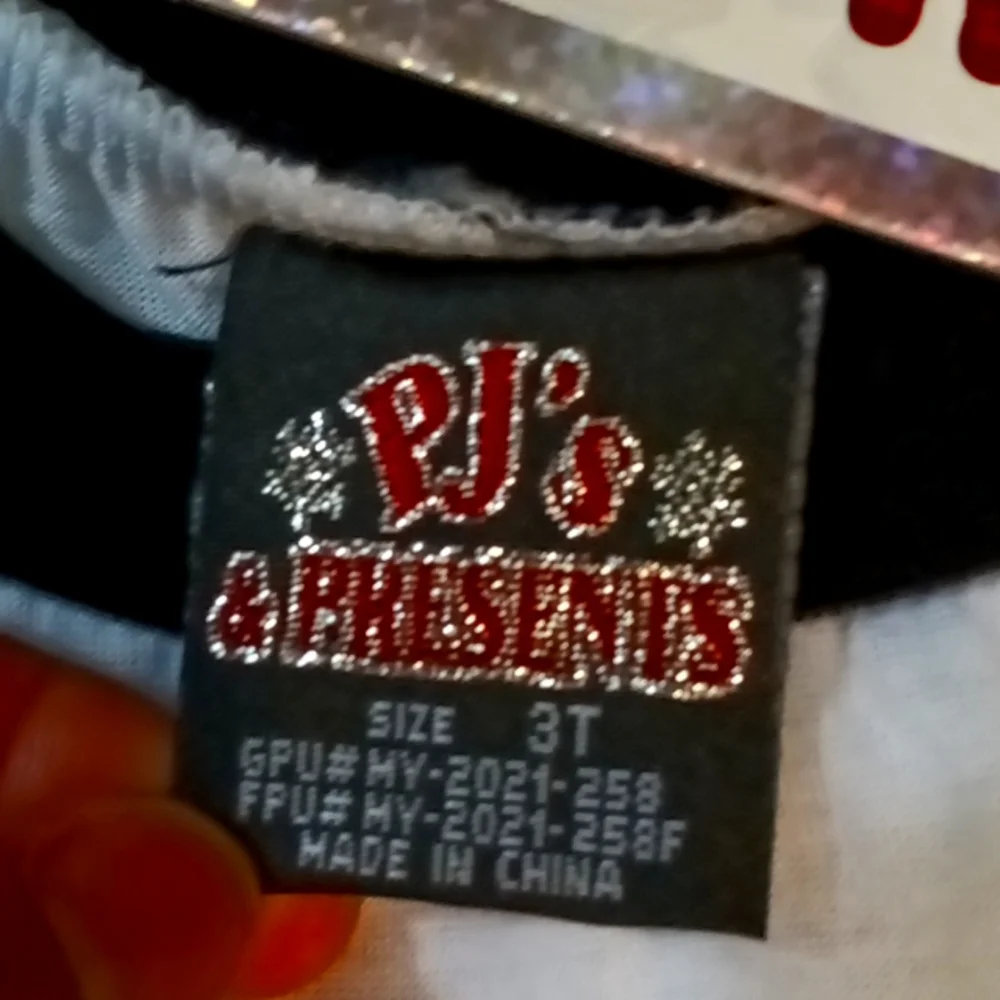 PJ's
& PRESENTS
SIZE 3T
GPU# MY-2021-258
FPU# MY-2021-258F
MADE IN CHINA